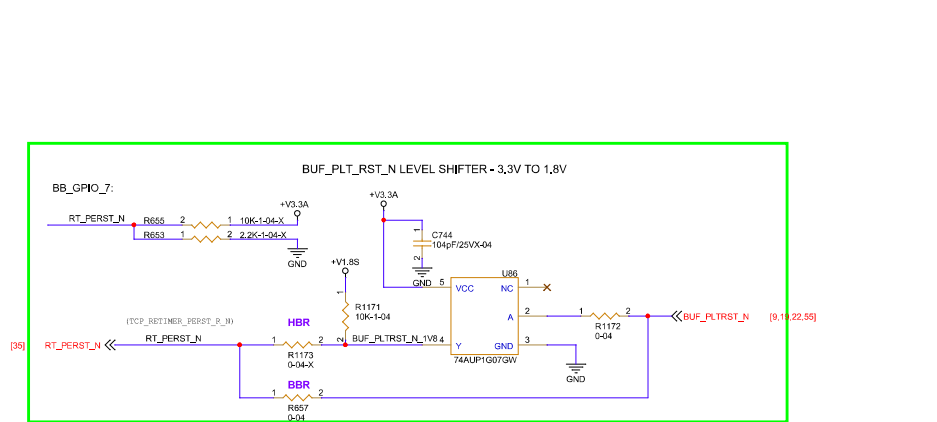 BUF_PLT_RST_N LEVEL SHIFTER - 3.3V TO 1.8V
BB_GPIO_7:
+V3.3A
+V3.3A
RT_PERST_N
R655
2
1
10K-1-04-X
R653
1
2
2.2K-1-04-X
GND
1
C744
104pF/25VX-04
2
GND
+V1.8S
1
R1171
10K-1-04
2
U86
5
VCC
NC
1
A
2
1
2
R1172
0-04
BUF_PLTRST_N
[9,19,22,55]
(TCP_RETIMER_PERST_R_N)
HBR
[35]
RT_PERST_N
RT_PERST_N
1
2
R1173
0-04-X
BUF_PLTRST_N_1V8
4
Y
GND
3
74AUP1G07GW
GND
BBR
1
2
R657
0-04